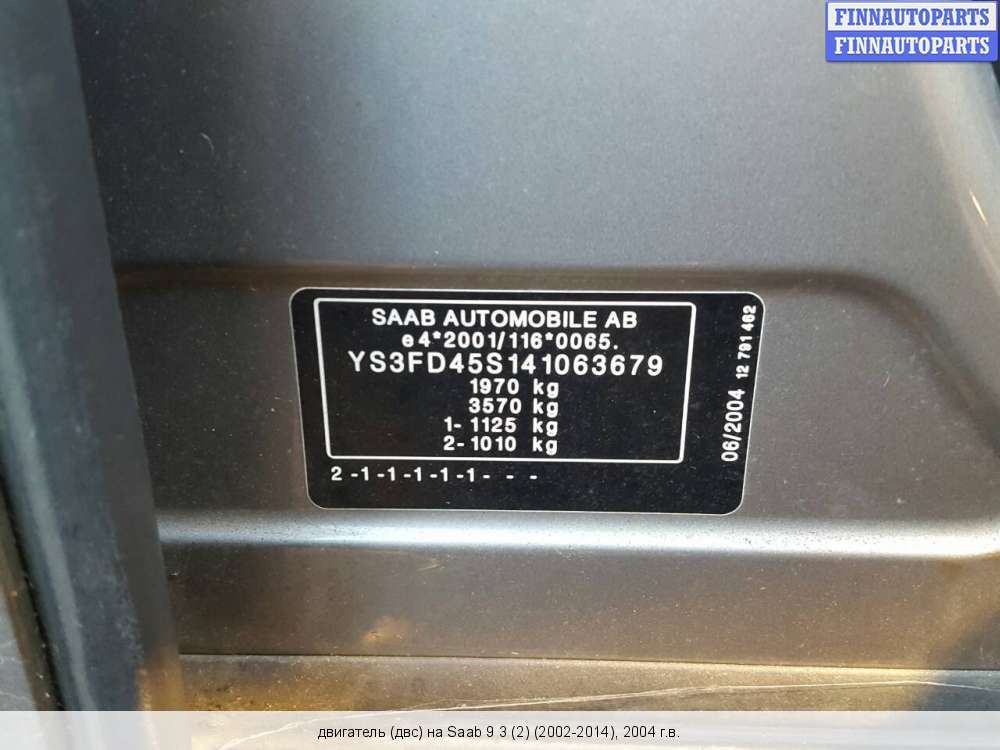 FINNAUTOPARTS
FINNAUTOPARTS
SAAB AUTOMOBILE AB
e4*2001/116*0065.
YS3FD45S141063679
1970 kg
3570 kg
1- 1125 kg
2- 1010 kg
2 -1 -1 -1 -1 -1 - - -
06/2004 12 791 462
двигатель (двс) на Saab 9 3 (2) (2002-2014), 2004 г.в.